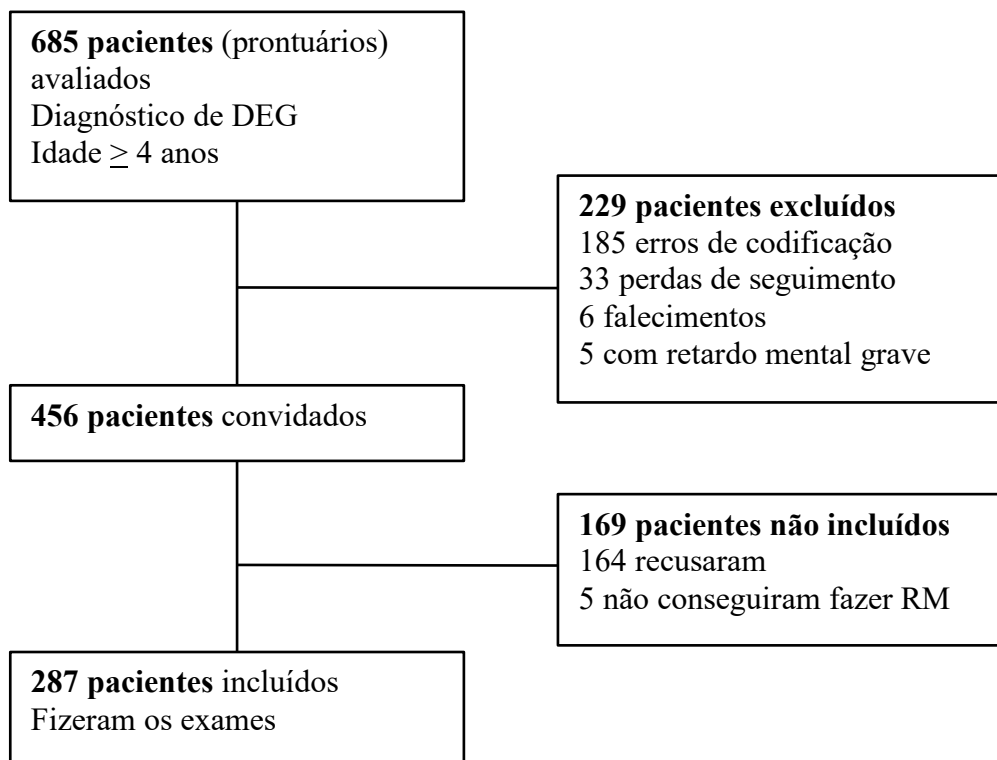 685 pacientes (prontuários)
avaliados
Diagnóstico de DEG
Idade ≥ 4 anos
229 pacientes excluídos
185 erros de codificação
33 perdas de seguimento
6 falecimentos
5 com retardo mental grave
456 pacientes convidados
169 pacientes não incluídos
164 recusaram
5 não conseguiram fazer RM
287 pacientes incluídos
Fizeram os exames